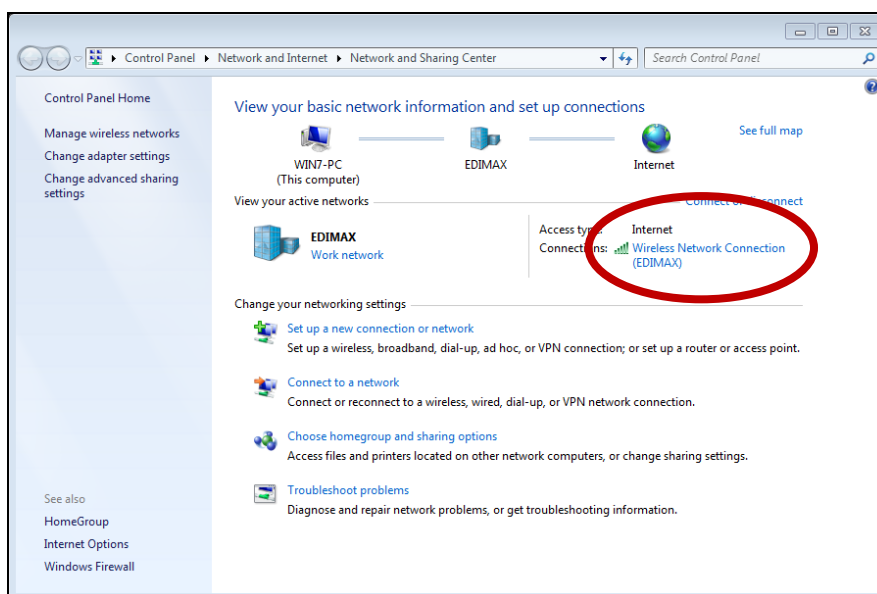 Control Panel Network and Internet Network and Sharing Center Search Control Panel
Control Panel Home
Manage wireless networks
Change adapter settings
Change advanced sharing
settings
See also
HomeGroup
Internet Options
Windows Firewall
View your basic network information and set up connections
See full map
WIN7-PC
(This computer)
EDIMAX
Internet
View your active networks
Connect or disconnect
EDIMAX
Work network
Access type: Internet
Connections: Wireless Network Connection
(EDIMAX)
Change your networking settings
Set up a new connection or network
Set up a wireless, broadband, dial-up, ad hoc, or VPN connection; or set up a router or access point.
Connect to a network
Connect or reconnect to a wireless, wired, dial-up, or VPN network connection.
Choose homegroup and sharing options
Access files and printers located on other network computers, or change sharing settings.
Troubleshoot problems
Diagnose and repair network problems, or get troubleshooting information.